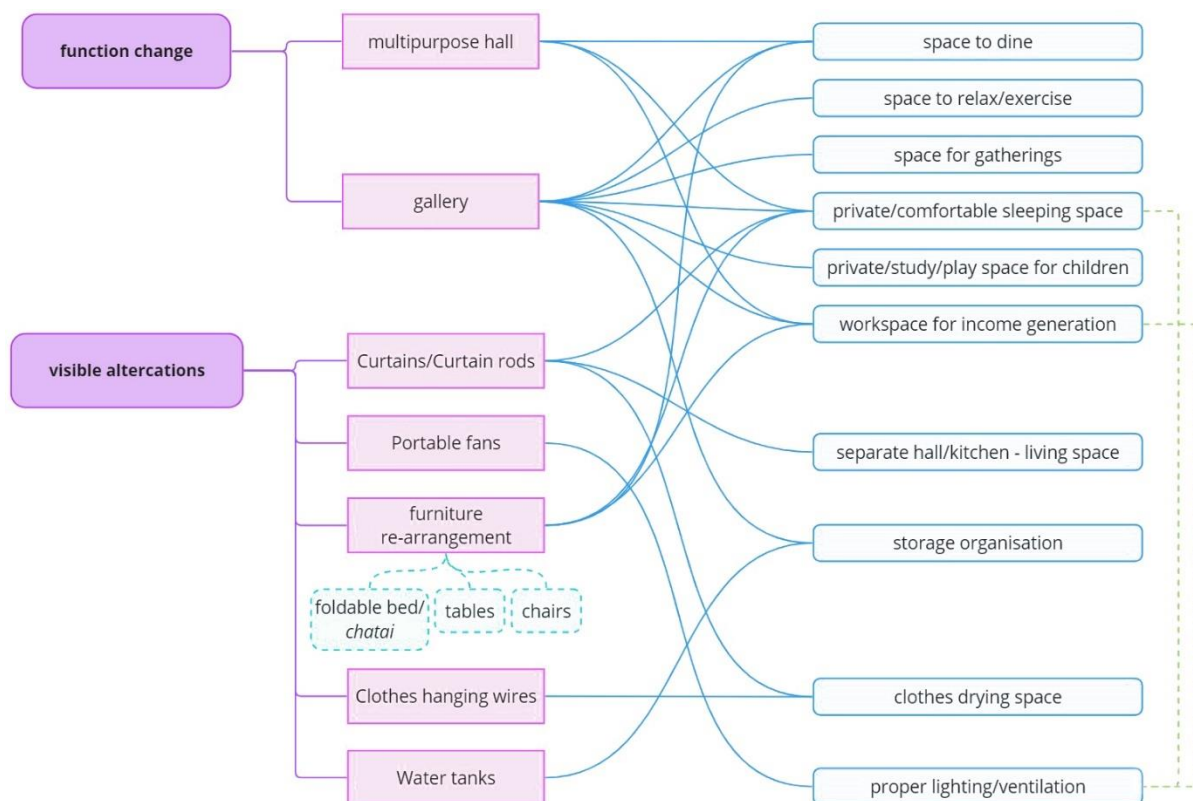 function change
multipurpose hall
gallery
visible altercations
Curtains/Curtain rods
Portable fans
furniture
re-arrangement
foldable bed/
chatai
tables
chairs
Clothes hanging wires
Water tanks
space to dine
space to relax/exercise
space for gatherings
private/comfortable sleeping space
private/study/play space for children
workspace for income generation
separate hall/kitchen - living space
storage organisation
clothes drying space
proper lighting/ventilation